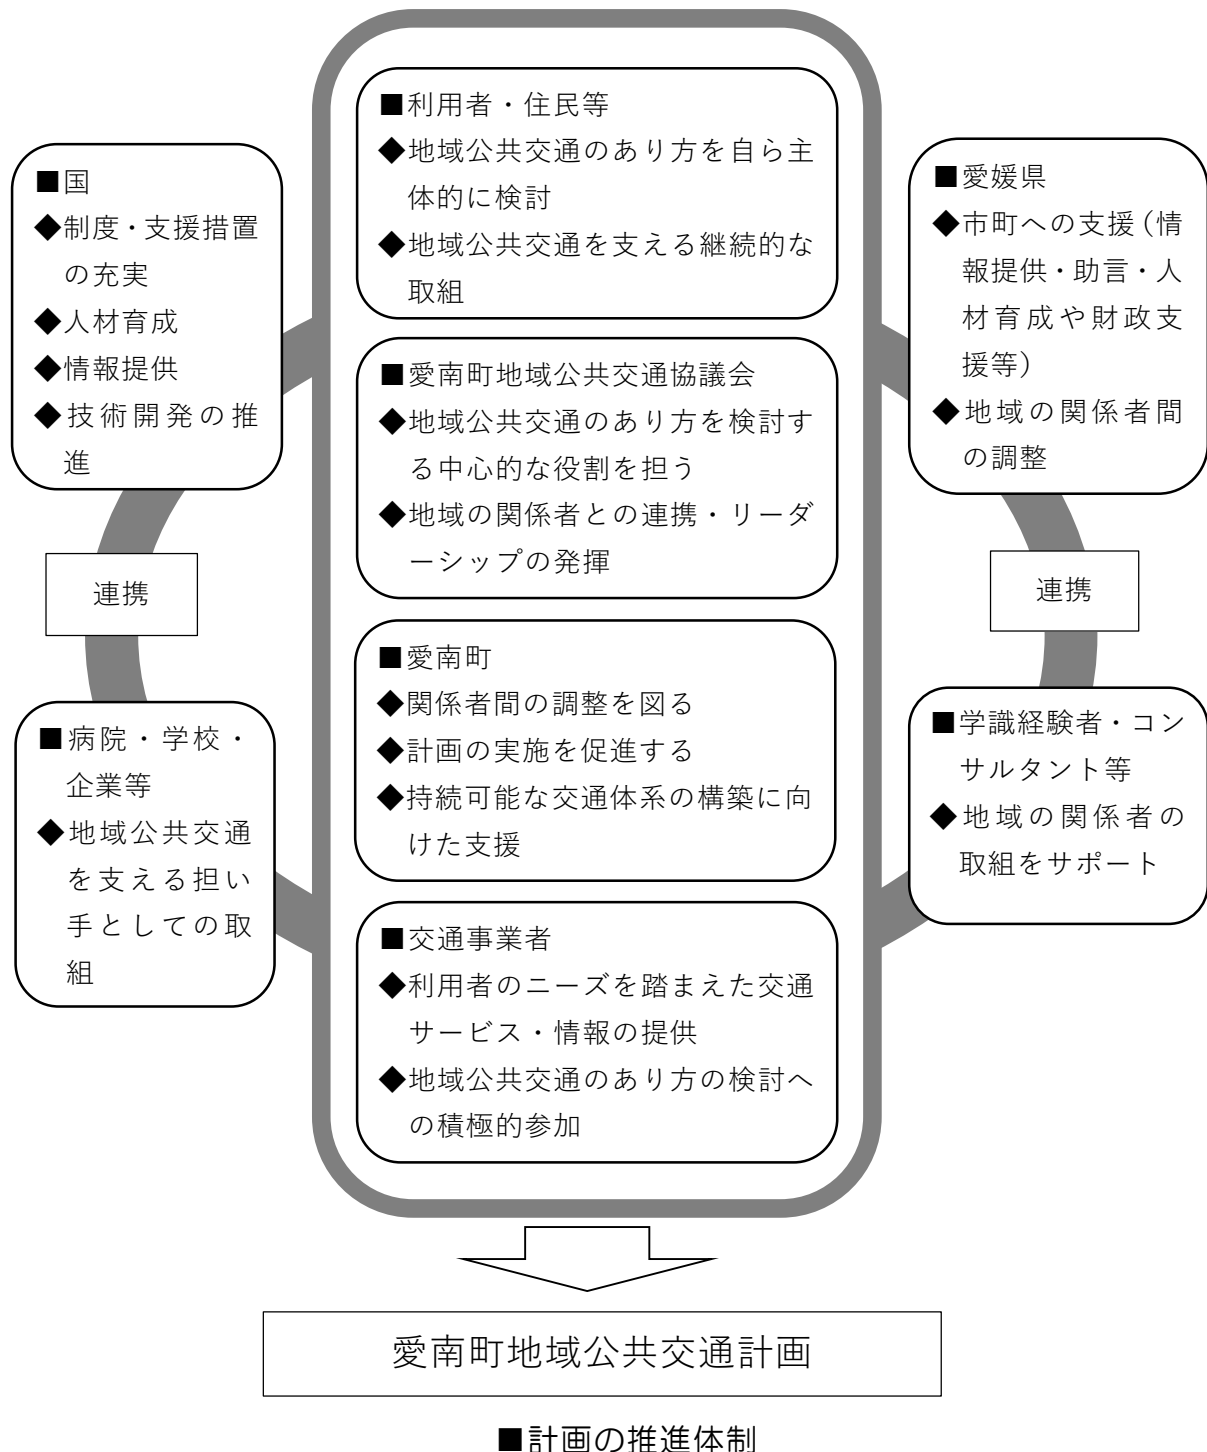 ■利用者・住民等
◆地域公共交通のあり方を自ら主
体的に検討
◆地域公共交通を支える継続的な
取組
■国
◆制度・支援措置
の充実
◆人材育成
◆情報提供
◆技術開発の推
進
■愛媛県
◆市町への支援（情
報提供・助言・人
材育成や財政支
援等）
◆地域の関係者間
の調整
■愛南町地域公共交通協議会
◆地域公共交通のあり方を検討す
る中心的な役割を担う
◆地域の関係者との連携・リーダ
ーシップの発揮
連携
連携
■愛南町
◆関係者間の調整を図る
◆計画の実施を促進する
◆持続可能な交通体系の構築に向
けた支援
■病院・学校・
企業等
◆地域公共交通
を支える担い
手としての取
組
■学識経験者・コン
サルタント等
◆地域の関係者の
取組をサポート
■交通事業者
◆利用者のニーズを踏まえた交通
サービス・情報の提供
◆地域公共交通のあり方の検討へ
の積極的参加
愛南町地域公共交通計画
■計画の推進体制